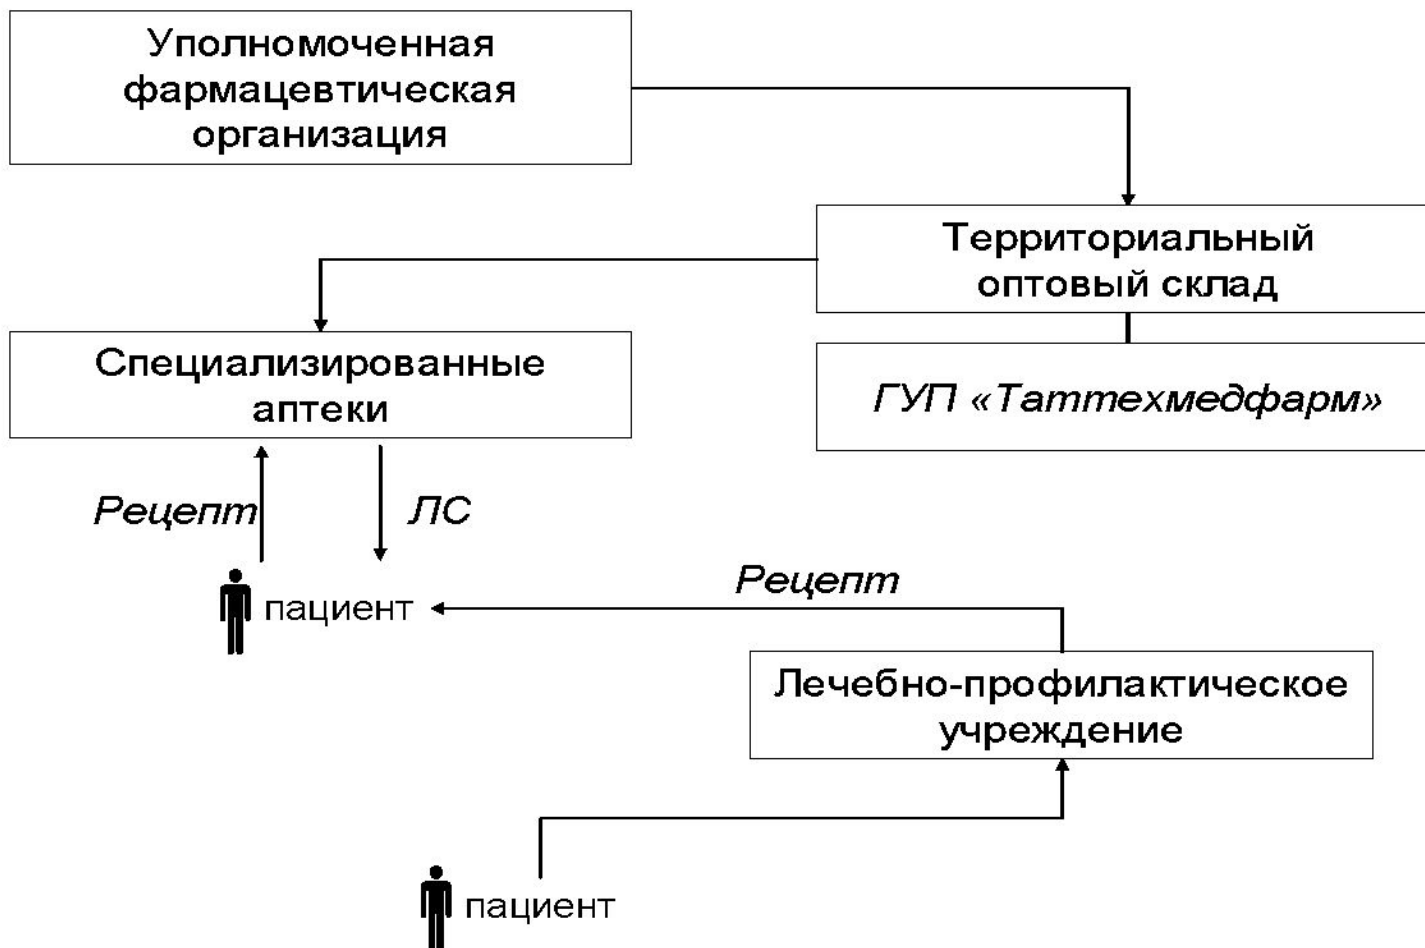 Уполномоченная
фармацевтическая
организация
Территориальный
оптовый склад
Специализированные
аптеки
ГУП «Таттехмедфарм»
Рецепт
ЛС
Рецепт
пациент
Лечебно-профилактическое
учреждение
пациент